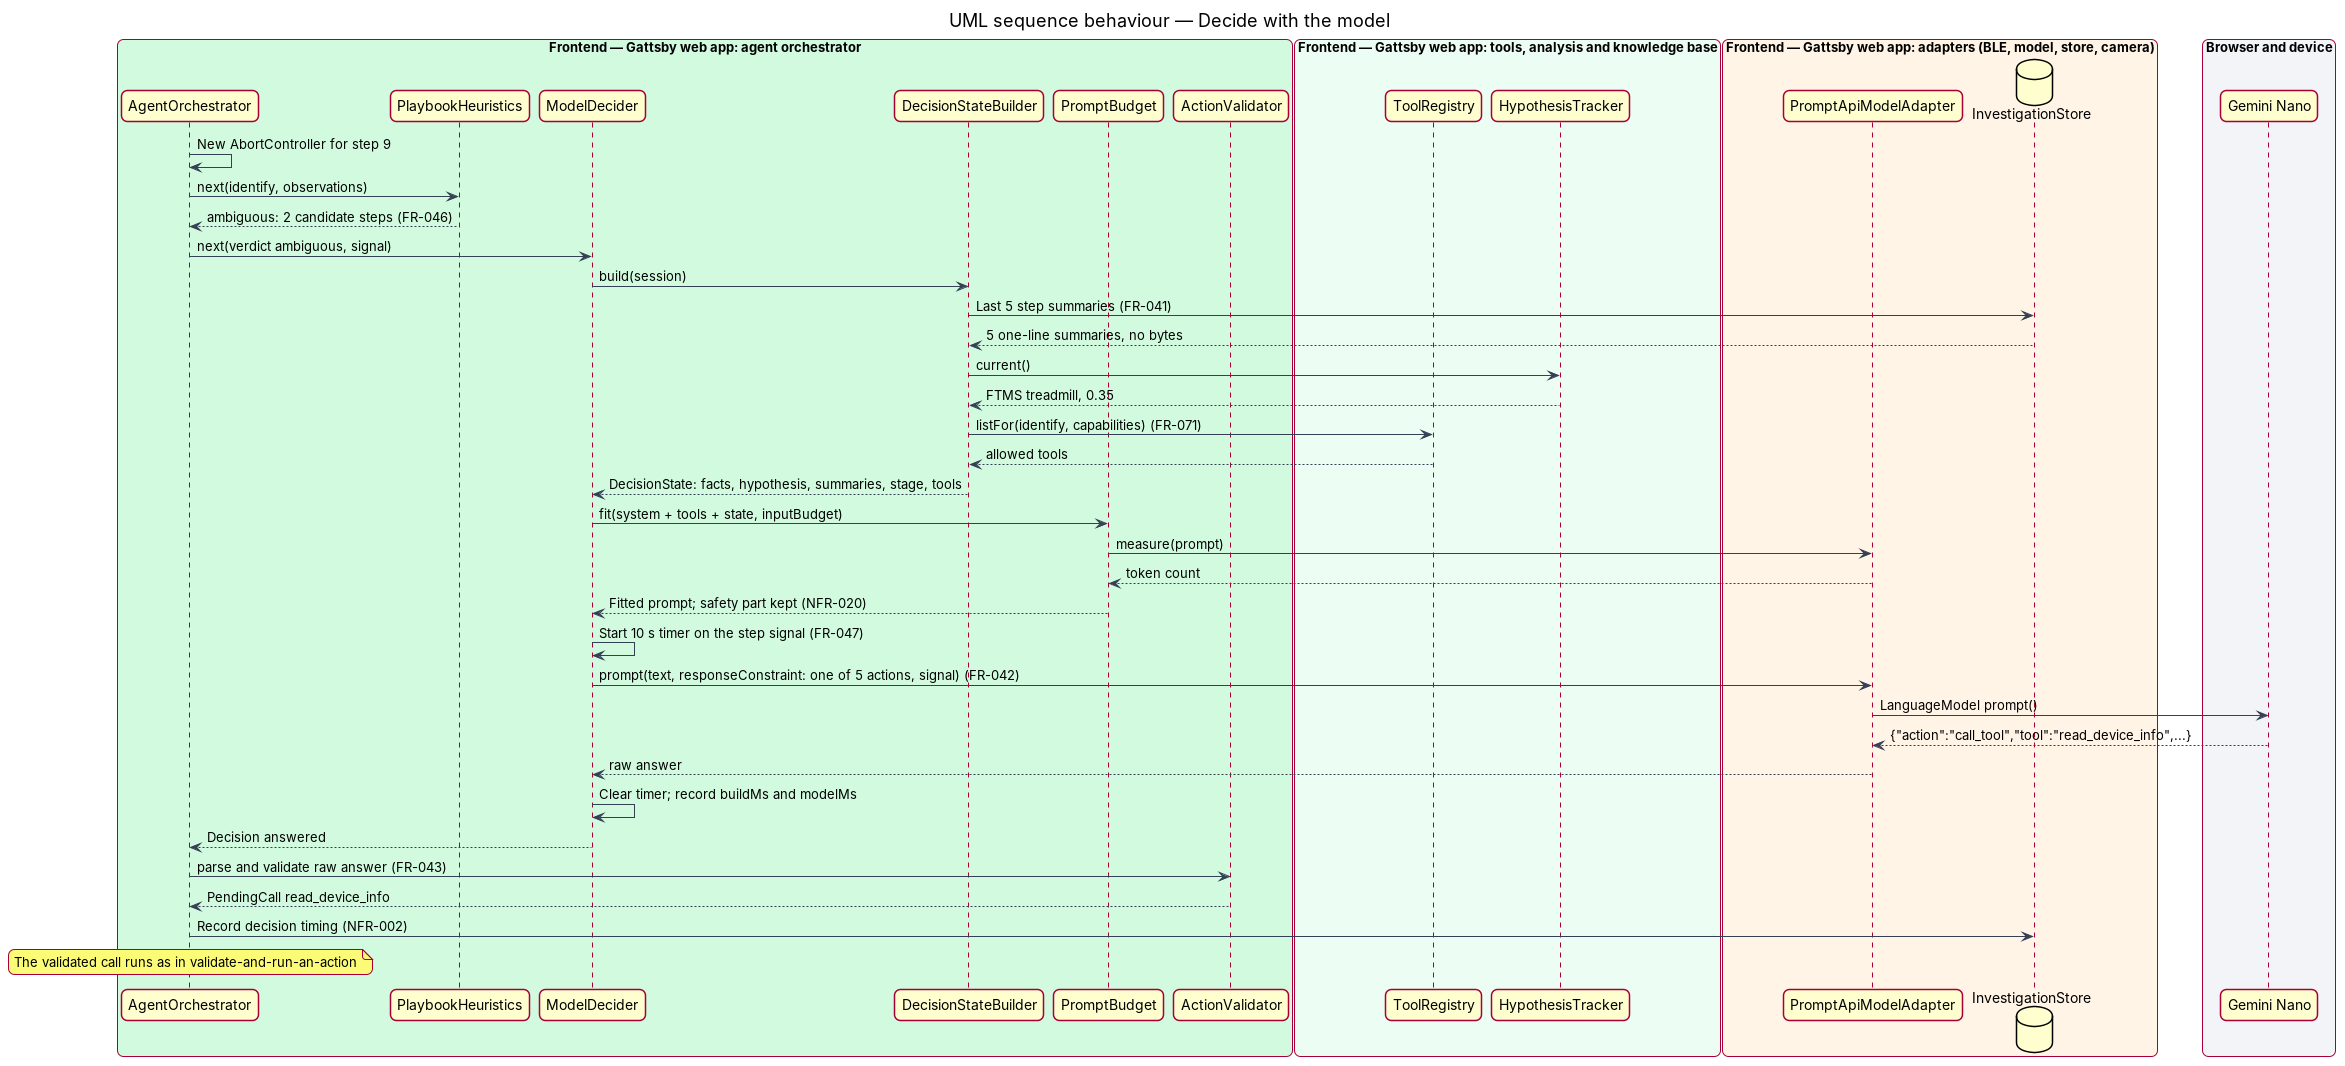 UML sequence behaviour — Decide with the model
Frontend — Gattsby web app: agent orchestrator
Frontend — Gattsby web app: tools, analysis and knowledge base
Frontend — Gattsby web app: adapters (BLE, model, store, camera)
Browser and device
AgentOrchestrator
PlaybookHeuristics
ModelDecider
DecisionStateBuilder
PromptBudget
ActionValidator
ToolRegistry
HypothesisTracker
PromptApiModelAdapter
InvestigationStore
Gemini Nano
New AbortController for step 9
next(identify, observations)
ambiguous: 2 candidate steps (FR-046)
next(verdict ambiguous, signal)
build(session)
Last 5 step summaries (FR-041)
5 one-line summaries, no bytes
current()
FTMS treadmill, 0.35
listFor(identify, capabilities) (FR-071)
allowed tools
DecisionState: facts, hypothesis, summaries, stage, tools
fit(system + tools + state, inputBudget)
measure(prompt)
token count
Fitted prompt; safety part kept (NFR-020)
Start 10 s timer on the step signal (FR-047)
prompt(text, responseConstraint: one of 5 actions, signal) (FR-042)
LanguageModel prompt()
{"action":"call_tool","tool":"read_device_info",...}
raw answer
Clear timer; record buildMs and modelMs
Decision answered
parse and validate raw answer (FR-043)
PendingCall read_device_info
Record decision timing (NFR-002)
The validated call runs as in validate-and-run-an-action
AgentOrchestrator
PlaybookHeuristics
ModelDecider
DecisionStateBuilder
PromptBudget
ActionValidator
ToolRegistry
HypothesisTracker
PromptApiModelAdapter
InvestigationStore
Gemini Nano